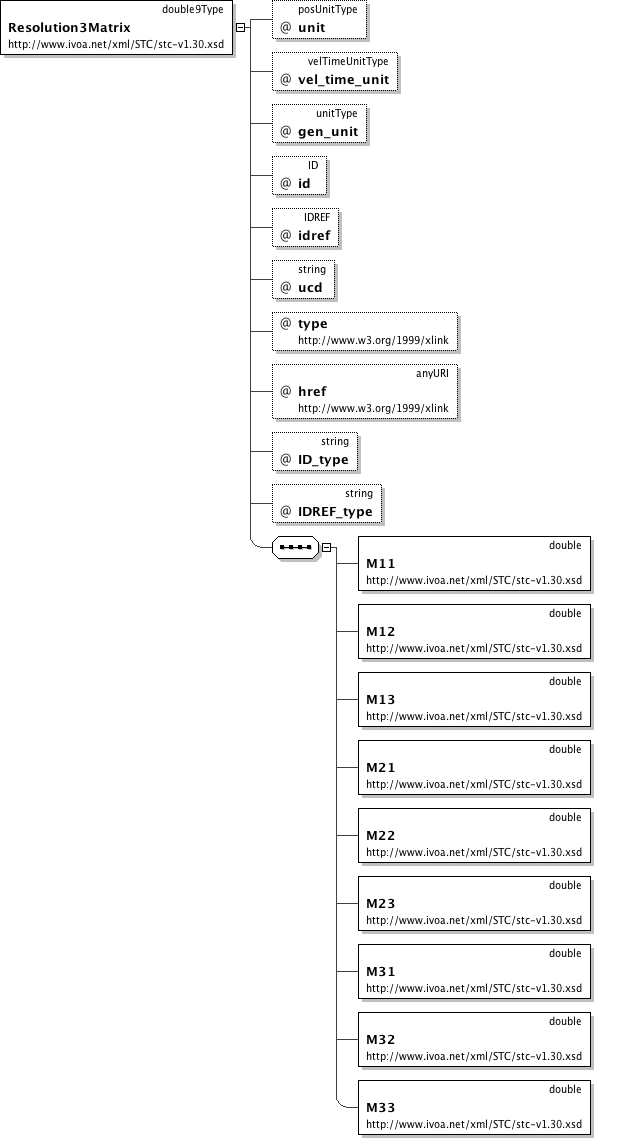 double9Type
Resolution3Matrix
http://www.ivoa.net/xml/STC/stc-v1.30.xsd
posUnitType
@ unit
velTimeUnitType
@ vel_time_unit
unitType
@ gen_unit
ID
@ id
IDREF
@ idref
string
@ ucd
@ type
http://www.w3.org/1999/xlink
anyURI
@ href
http://www.w3.org/1999/xlink
string
@ ID_type
string
@ IDREF_type
double
M11
http://www.ivoa.net/xml/STC/stc-v1.30.xsd
double
M12
http://www.ivoa.net/xml/STC/stc-v1.30.xsd
double
M13
http://www.ivoa.net/xml/STC/stc-v1.30.xsd
double
M21
http://www.ivoa.net/xml/STC/stc-v1.30.xsd
double
M22
http://www.ivoa.net/xml/STC/stc-v1.30.xsd
double
M23
http://www.ivoa.net/xml/STC/stc-v1.30.xsd
double
M31
http://www.ivoa.net/xml/STC/stc-v1.30.xsd
double
M32
http://www.ivoa.net/xml/STC/stc-v1.30.xsd
double
M33
http://www.ivoa.net/xml/STC/stc-v1.30.xsd